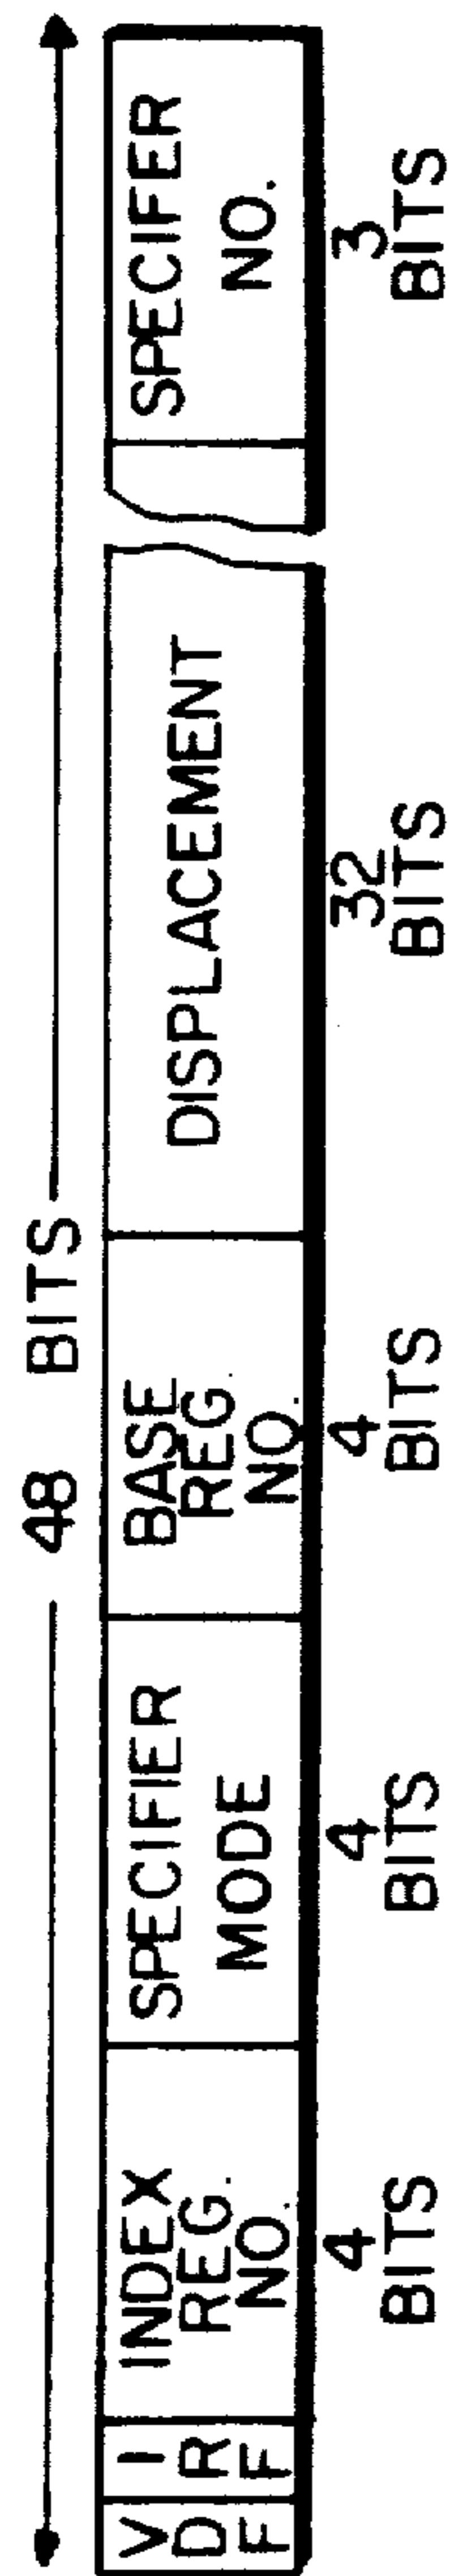 48 BITS
V
D
F
I
R
F
INDEX
REG.
NO.
SPECIFIER
MODE
BASE
REG.
NO.
DISPLACEMENT
SPECIFER
NO.
4
BITS
4
BITS
4
BITS
32
BITS
3
BITS